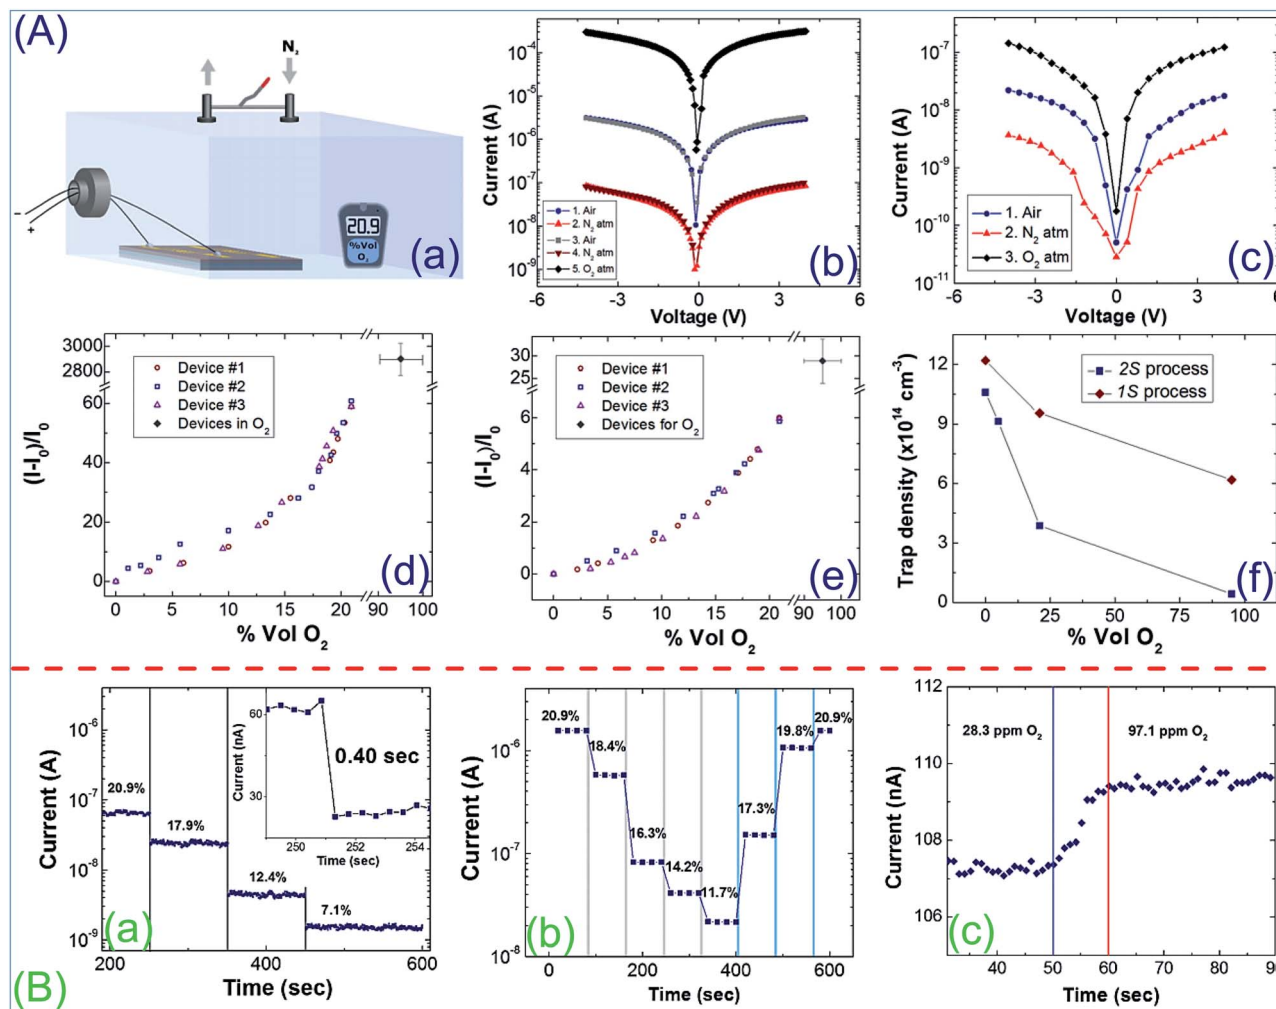 (A)
N₂
−
+
20.9
%Vol
O₂
(a)
Current (A)
10⁻⁴
10⁻⁵
10⁻⁶
10⁻⁷
10⁻⁸
10⁻⁹
1. Air
2. N₂ atm
3. Air
4. N₂ atm
5. O₂ atm
(b)
-6 -3 0 3 6
Voltage (V)
Current (A)
10⁻⁷
10⁻⁸
10⁻⁹
10⁻¹⁰
10⁻¹¹
1. Air
2. N₂ atm
3. O₂ atm
(c)
-6 -3 0 3 6
Voltage (V)
(I-I₀)/I₀
3000
2800
60
40
20
0
Device #1
Device #2
Device #3
Devices in O₂
(d)
0 5 10 15 20 90 100
% Vol O₂
(I-I₀)/I₀
30
25
6
4
2
0
Device #1
Device #2
Device #3
Devices for O₂
(e)
0 5 10 15 20 90 100
% Vol O₂
Trap density (x10¹⁴ cm⁻³)
12
9
6
3
0
2S process
1S process
(f)
0 25 50 75 100
% Vol O₂
Current (A)
10⁻⁶
10⁻⁷
10⁻⁸
10⁻⁹
20.9%
17.9%
12.4%
7.1%
Current (nA)
60
30
0.40 sec
250 252 254
Time (sec)
(a)
200 400 600
Time (sec)
(B)
Current (A)
10⁻⁶
10⁻⁷
10⁻⁸
20.9%
18.4%
16.3%
14.2%
11.7%
17.3%
19.8%
20.9%
(b)
0 200 400 600
Time (sec)
Current (nA)
112
110
108
106
28.3 ppm O₂
97.1 ppm O₂
(c)
40 50 60 70 80 90
Time (sec)